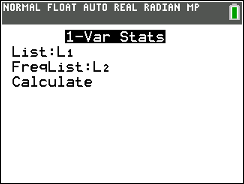 NORMAL FLOAT AUTO REAL RADIAN MP
1-Var Stats
List:L₁
FreqList:L₂
Calculate